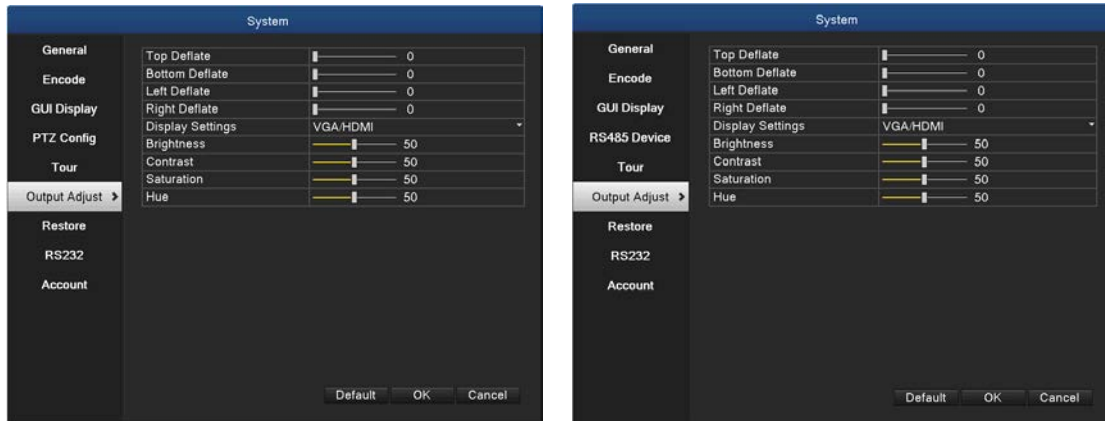 System
General
Encode
GUI Display
PTZ Config
Tour
Output Adjust >
Restore
RS232
Account
Top Deflate 0
Bottom Deflate 0
Left Deflate 0
Right Deflate 0
Display Settings VGA/HDMI
Brightness 50
Contrast 50
Saturation 50
Hue 50
Default OK Cancel
System
General
Encode
GUI Display
RS485 Device
Tour
Output Adjust >
Restore
RS232
Account
Top Deflate 0
Bottom Deflate 0
Left Deflate 0
Right Deflate 0
Display Settings VGA/HDMI
Brightness 50
Contrast 50
Saturation 50
Hue 50
Default OK Cancel